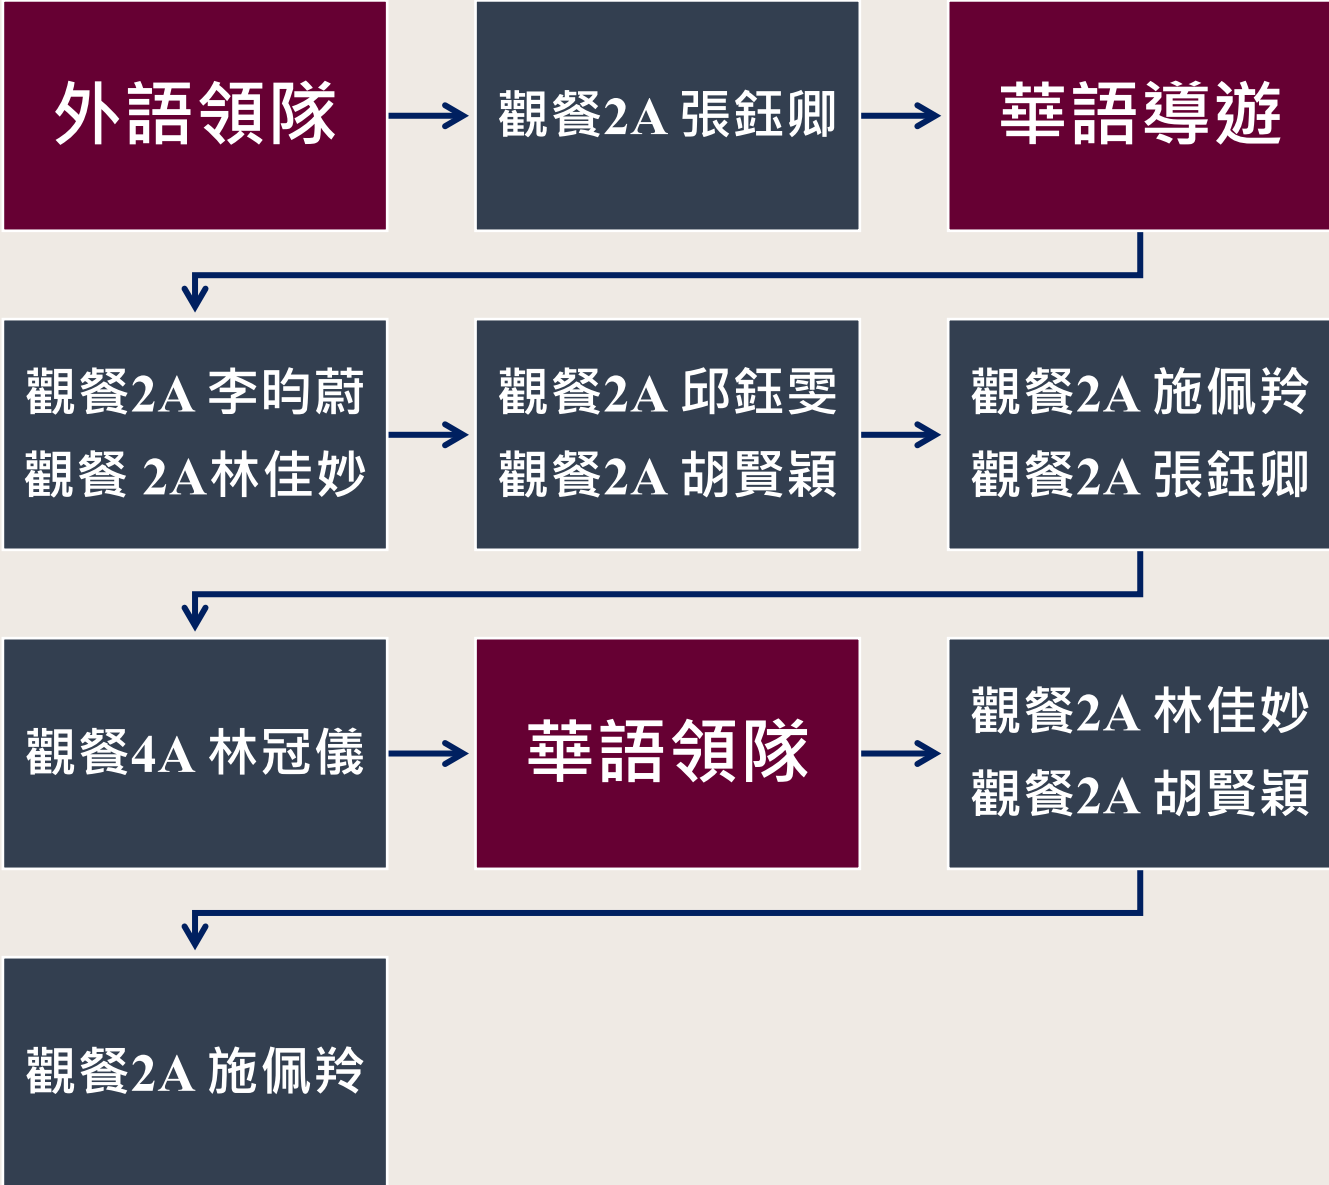 外語領隊
觀餐2A 張鈺卿
華語導遊
觀餐2A 李昀蔚
觀餐 2A林佳妙
觀餐2A 邱鈺雯
觀餐2A 胡賢穎
觀餐2A 施佩羚
觀餐2A 張鈺卿
觀餐4A 林冠儀
華語領隊
觀餐2A 林佳妙
觀餐2A 胡賢穎
觀餐2A 施佩羚